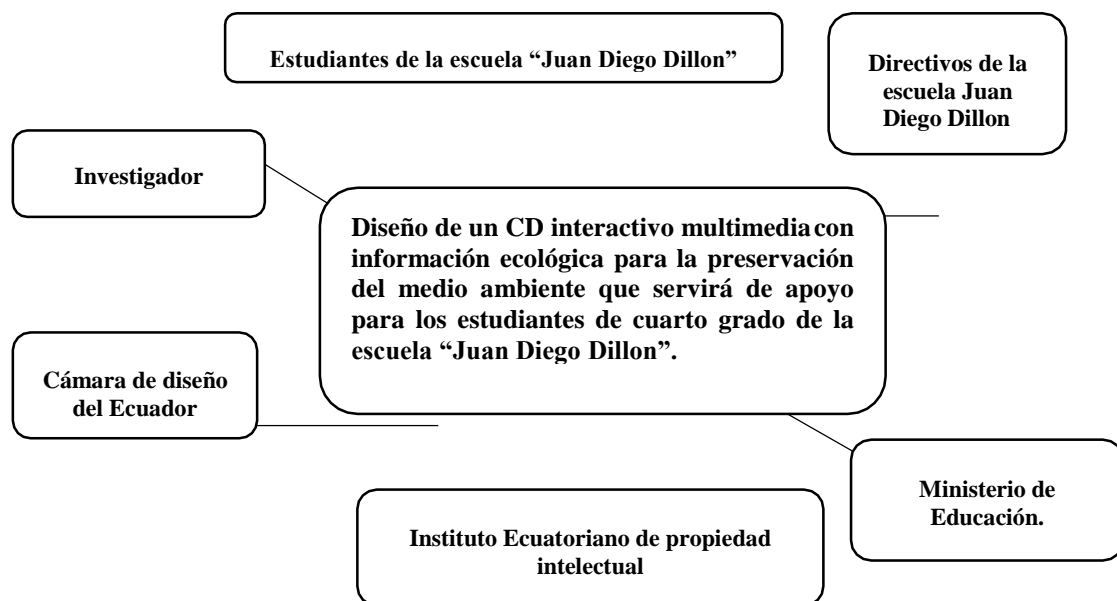 Estudiantes de la escuela “Juan Diego Dillon”
Directivos de la
escuela Juan
Diego Dillon
Investigador
Diseño de un CD interactivo multimedia con
información ecológica para la preservación
del medio ambiente que servirá de apoyo
para los estudiantes de cuarto grado de la
escuela “Juan Diego Dillon”.
Cámara de diseño
del Ecuador
Ministerio de
Educación.
Instituto Ecuatoriano de propiedad
intelectual